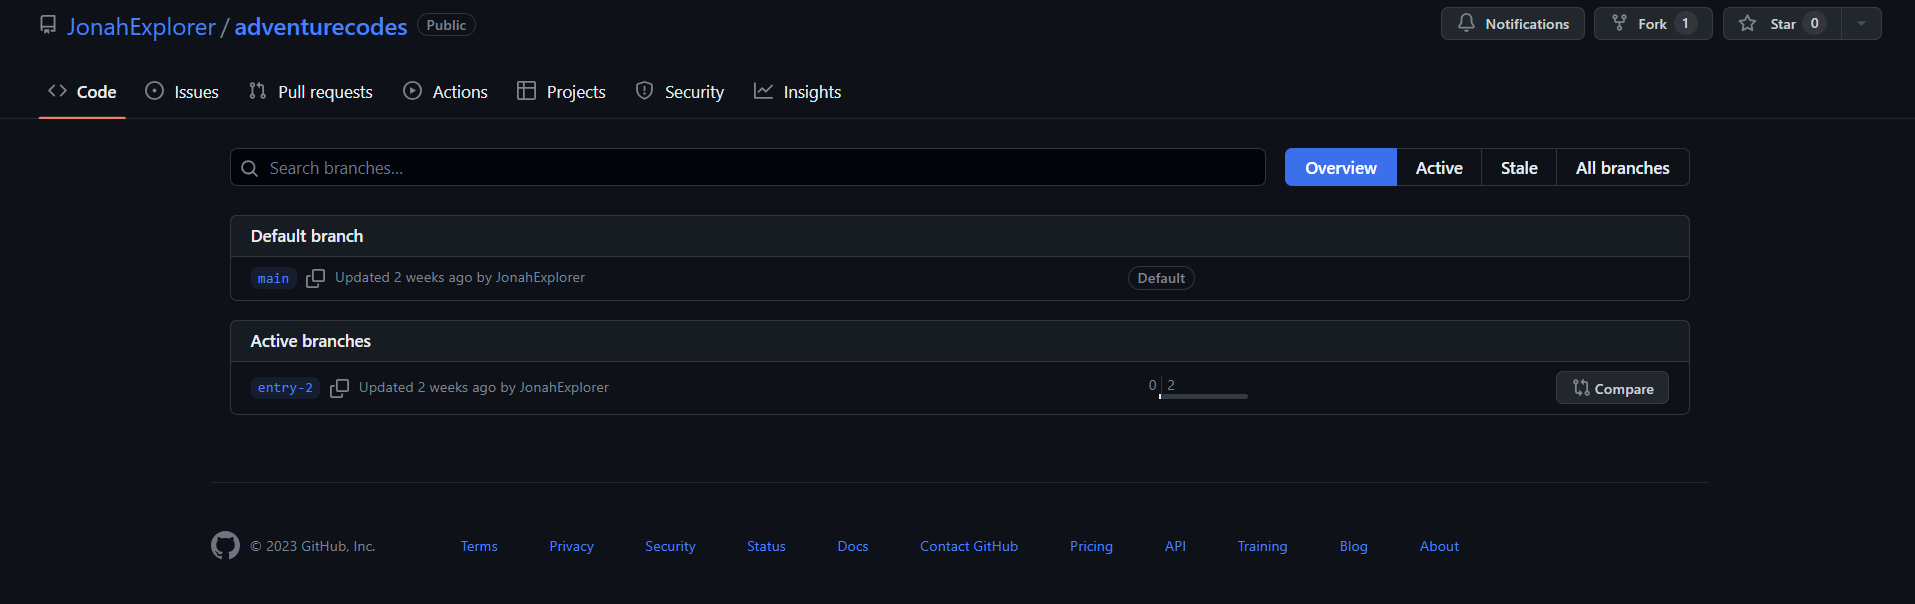 JonahExplorer / adventurecodes Public Notifications Fork 1 Star 0
Code Issues Pull requests Actions Projects Security Insights
Search branches... Overview Active Stale All branches
Default branch
main Updated 2 weeks ago by JonahExplorer Default
Active branches
entry-2 Updated 2 weeks ago by JonahExplorer 0 2 Compare
© 2023 GitHub, Inc. Terms Privacy Security Status Docs Contact GitHub Pricing API Training Blog About